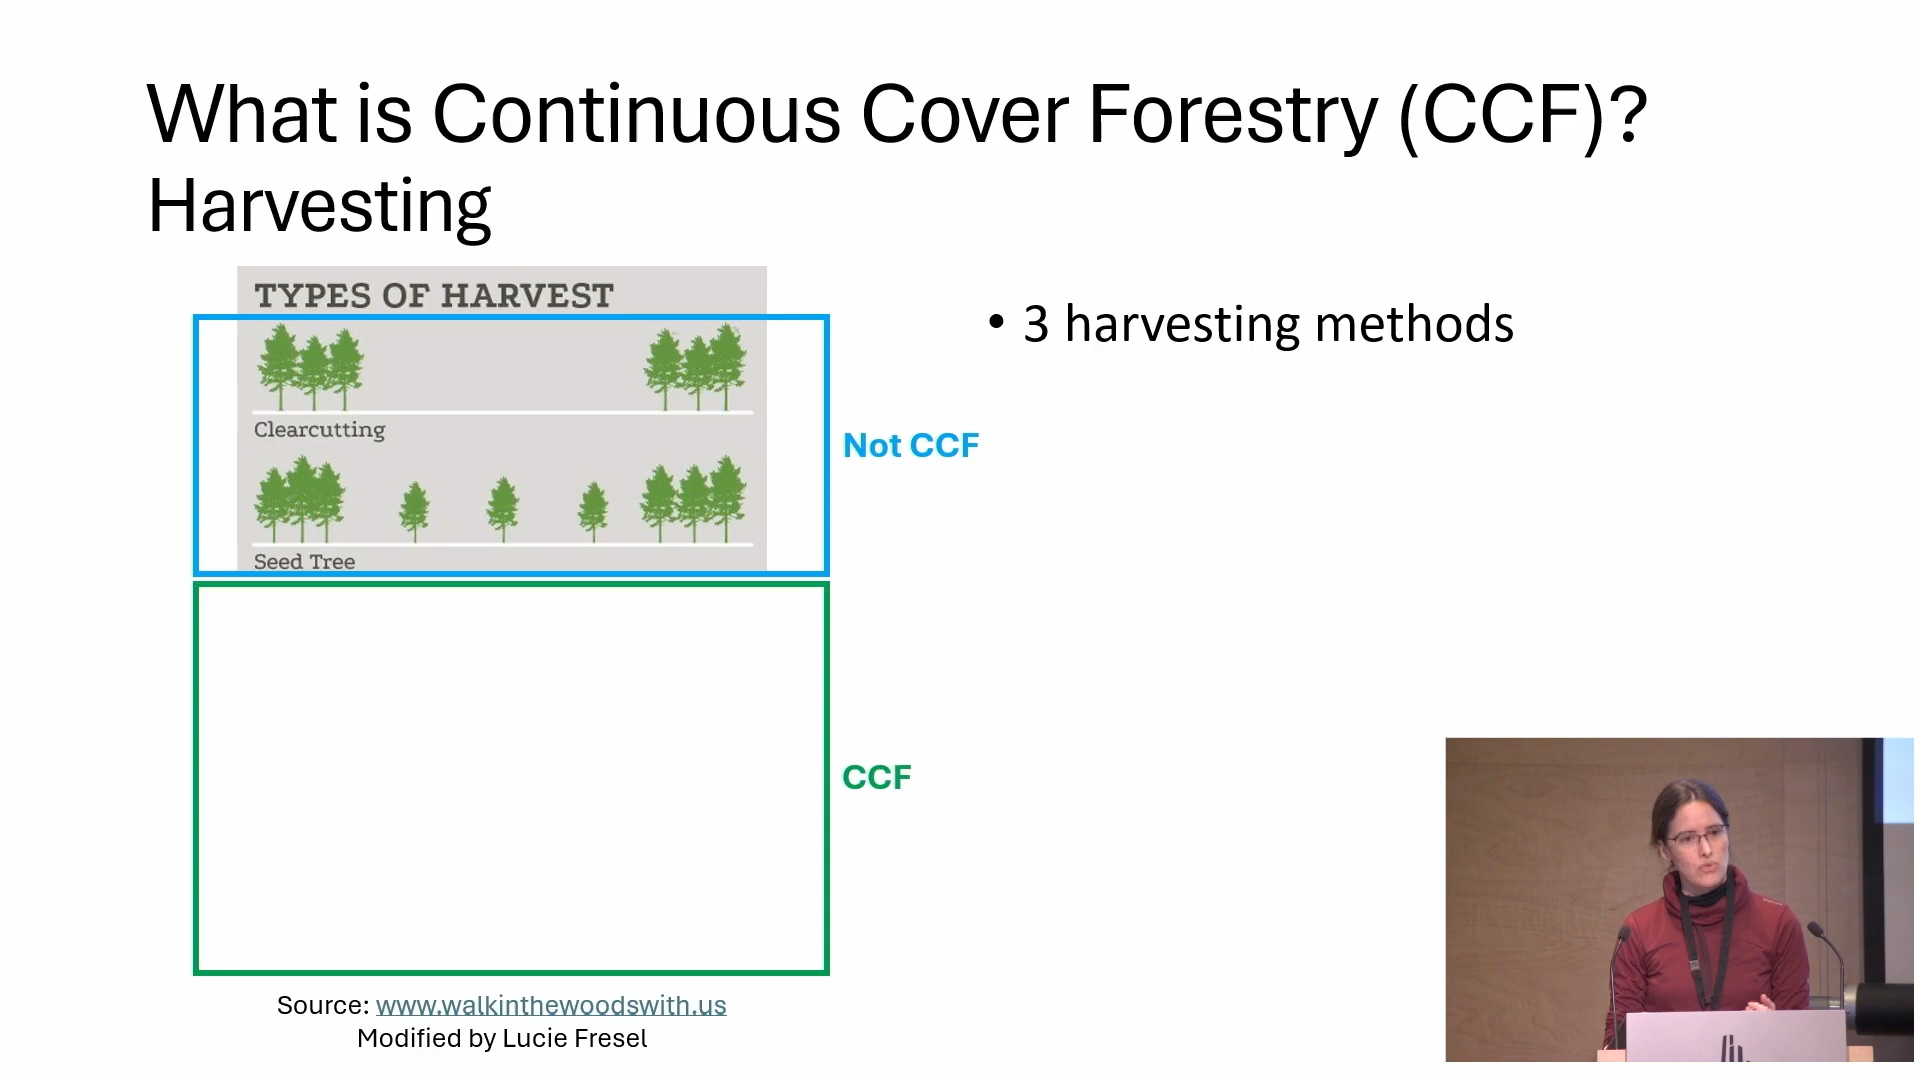 What is Continuous Cover Forestry (CCF)?
Harvesting
TYPES OF HARVEST
Clearcutting
Seed Tree
Not CCF
CCF
• 3 harvesting methods
Source: www.walkinthewoodswith.us
Modified by Lucie Fresel